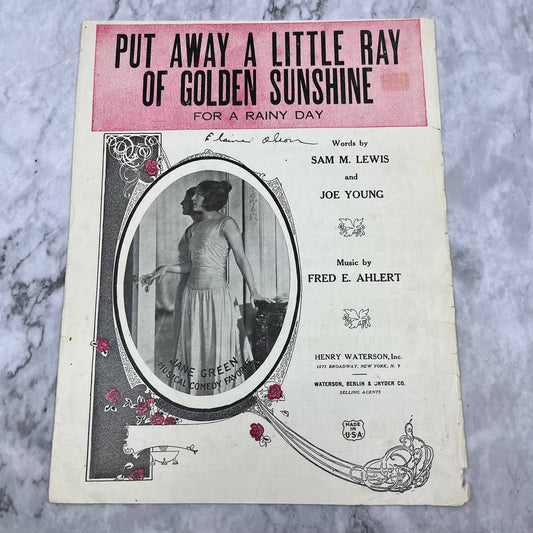 PUT AWAY A LITTLE RAY
OF GOLDEN SUNSHINE
FOR A RAINY DAY
Elaine Olson
Words by
SAM M. LEWIS
and
JOE YOUNG
Music by
FRED E. AHLERT
JANE GREEN
MUSICAL COMEDY FAVORITE
HENRY WATERSON, Inc.
1571 BROADWAY, NEW YORK, N. Y.
WATERSON, BERLIN & SNYDER CO.
SELLING AGENTS
MADE
IN
U.S.A